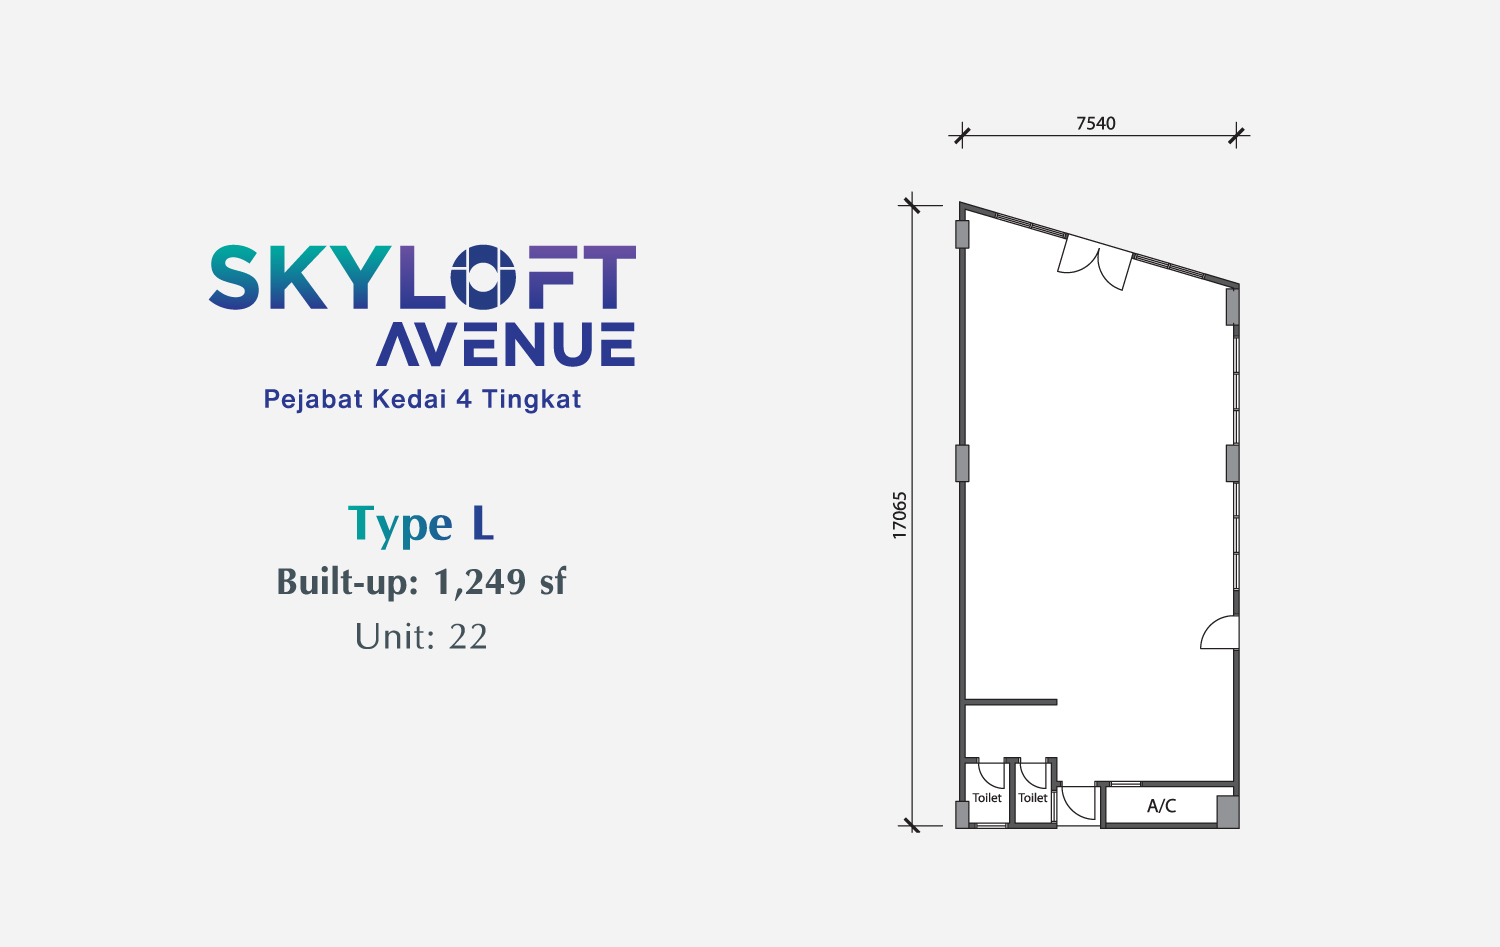 SKYLOFT
AVENUE
Pejabat Kedai 4 Tingkat
Type L
Built-up: 1,249 sf
Unit: 22
7540
17065
Toilet
Toilet
A/C